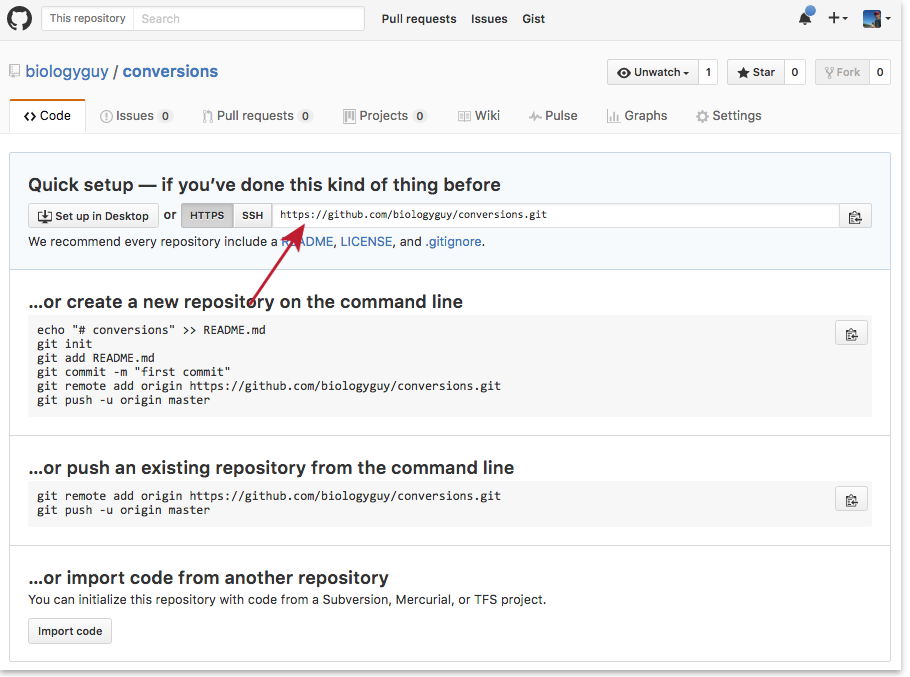 This repository Search Pull requests Issues Gist
biologyguy / conversions Unwatch 1 Star 0 Fork 0
Code Issues 0 Pull requests 0 Projects 0 Wiki Pulse Graphs Settings
Quick setup — if you’ve done this kind of thing before
Set up in Desktop or HTTPS SSH https://github.com/biologyguy/conversions.git
We recommend every repository include a README, LICENSE, and .gitignore.
…or create a new repository on the command line
echo "# conversions" >> README.md
git init
git add README.md
git commit -m "first commit"
git remote add origin https://github.com/biologyguy/conversions.git
git push -u origin master
…or push an existing repository from the command line
git remote add origin https://github.com/biologyguy/conversions.git
git push -u origin master
…or import code from another repository
You can initialize this repository with code from a Subversion, Mercurial, or TFS project.
Import code